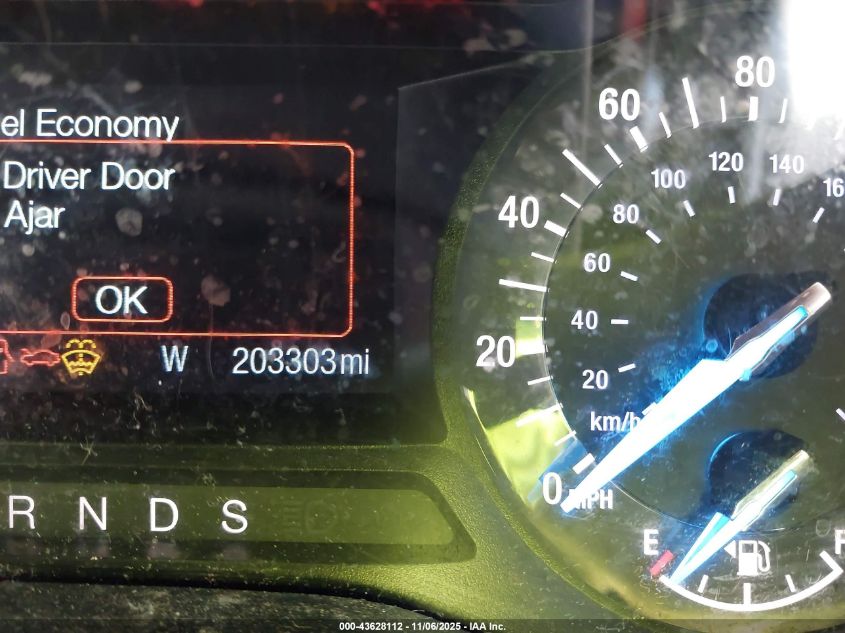 el Economy
Driver Door
Ajar
OK
W 203303mi
R N D S
80
60
40
20
0 MPH
120 140
100 16
80
60
40
20
km/h
E F
000-43628112 - 11/06/2025 - IAA Inc.